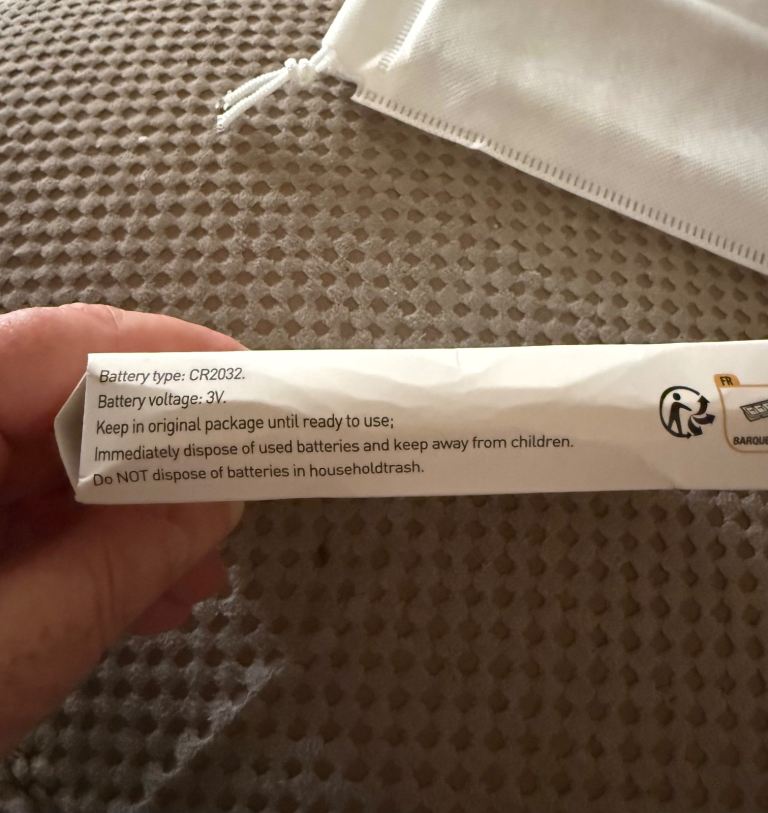 Battery type: CR2032.
Battery voltage: 3V.
Keep in original package until ready to use;
Immediately dispose of used batteries and keep away from children.
Do NOT dispose of batteries in householdtrash.
FR